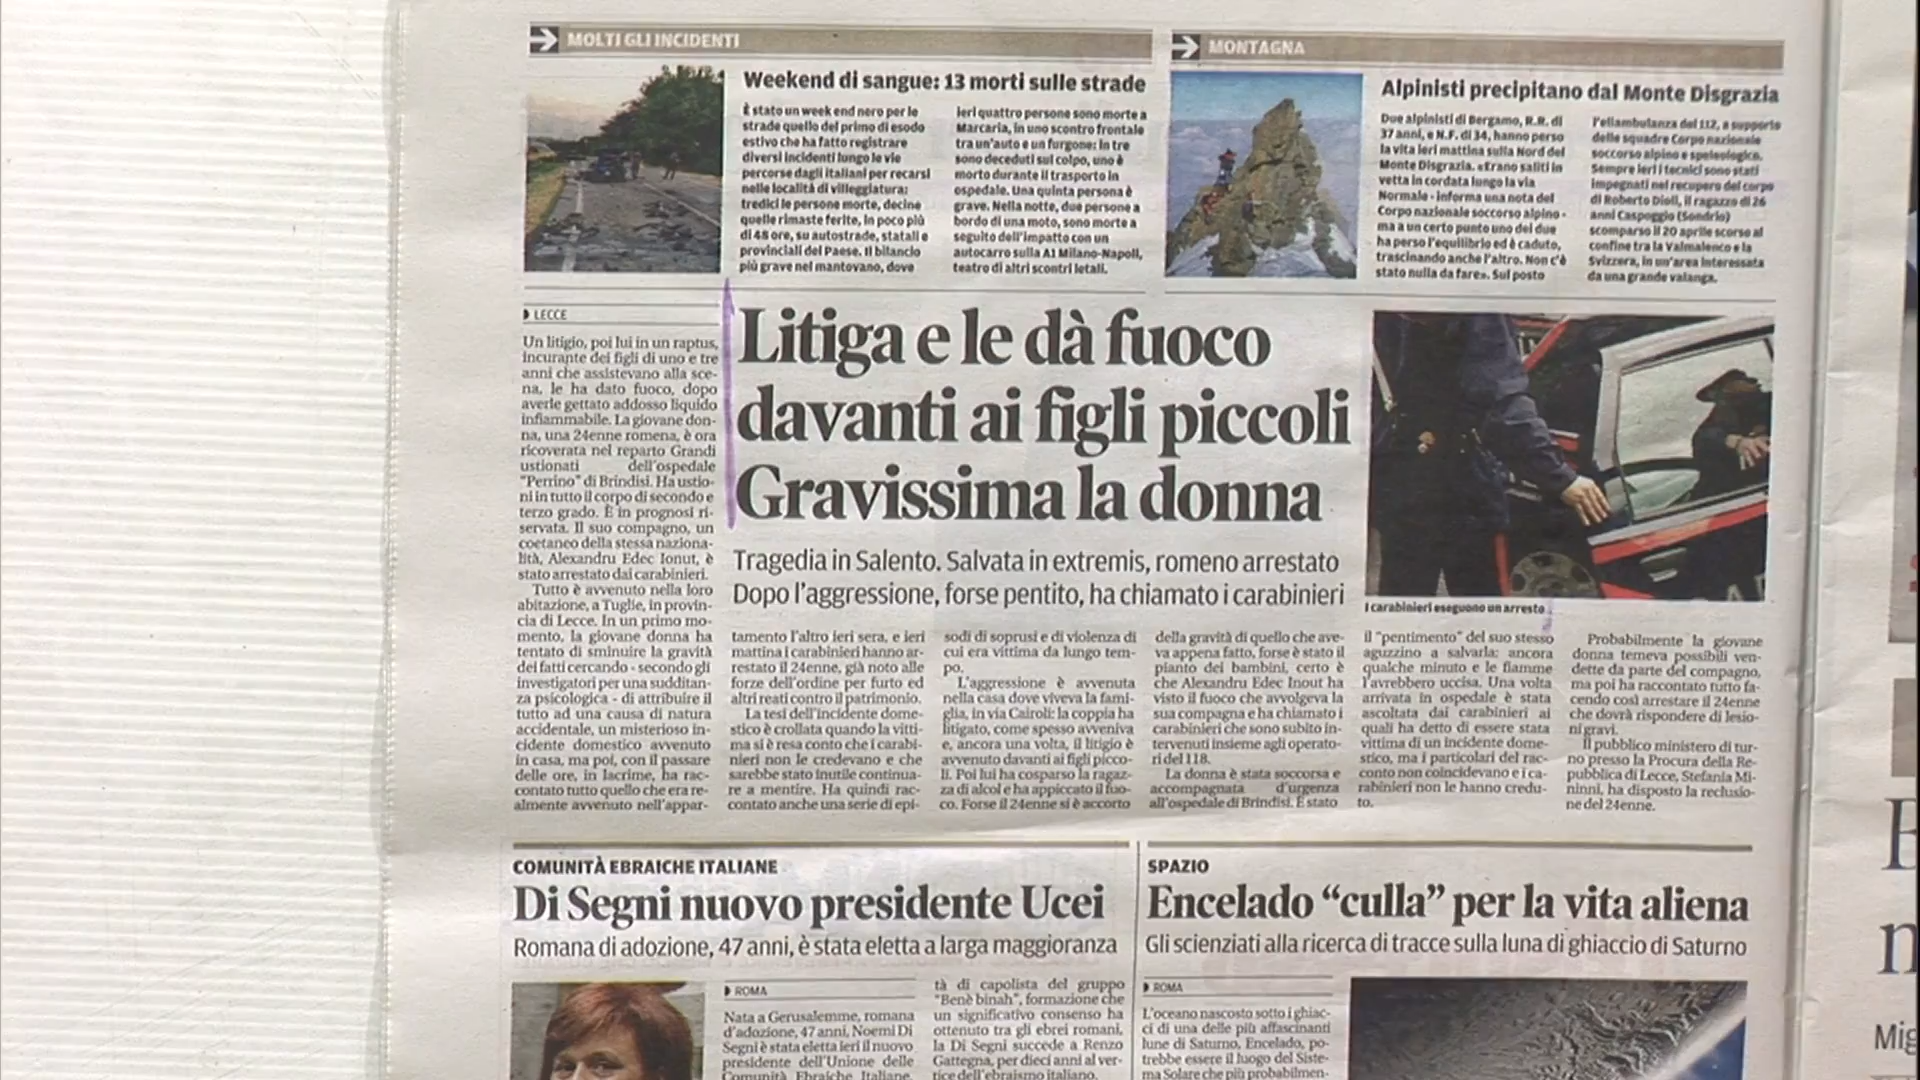 MOLTI GLI INCIDENTI
Weekend di sangue: 13 morti sulle strade
È stato un week end nero per le
strade quello del primo di esodo
estivo che ha fatto registrare
diversi incidenti lungo le vie
percorse dagli italiani per recarsi
nelle località di villeggiatura:
tredici le persone morte, decine
quelle rimaste ferite, in poco più
di 48 ore, su autostrade, statali e
provinciali del Paese. Il bilancio
più grave nel mantovano, dove
ieri quattro persone sono morte a
Marcaria, in uno scontro frontale
tra un'auto e un furgone: in tre
sono deceduti sul colpo, uno è
morto durante il trasporto in
ospedale. Una quinta persona è
grave. Nella notte, due persone a
bordo di una moto, sono morte a
seguito dell'impatto con un
autocarro sulla A1 Milano-Napoli,
teatro di altri scontri letali.
MONTAGNA
Alpinisti precipitano dal Monte Disgrazia
Due alpinisti di Bergamo, R.R. di
37 anni, e N.F. di 34, hanno perso
la vita ieri mattina sulla Nord del
Monte Disgrazia. «Erano saliti in
vetta in cordata lungo la via
Normale - informa una nota del
Corpo nazionale soccorso alpino -
ma a un certo punto uno dei due
ha perso l'equilibrio ed è caduto,
trascinando anche l'altro. Non c'è
stato nulla da fare». Sul posto
l'eliambulanza del 112, a supporto
delle squadre Corpo nazionale
soccorso alpino e speleologico.
Sempre ieri i tecnici sono stati
impegnati nel recupero del corpo
di Roberto Dioli, il ragazzo di 26
anni Caspoggio (Sondrio)
scomparso il 20 aprile scorso al
confine tra la Valmalenco e la
Svizzera, in un'area interessata
da una grande valanga.
LECCE
Litiga e le dà fuoco
davanti ai figli piccoli
Gravissima la donna
Tragedia in Salento. Salvata in extremis, romeno arrestato
Dopo l'aggressione, forse pentito, ha chiamato i carabinieri
I carabinieri eseguono un arresto
Un litigio, poi lui in un raptus,
incurante dei figli di uno e tre
anni che assistevano alla sce-
na, le ha dato fuoco, dopo
averle gettato addosso liquido
infiammabile. La giovane don-
na, una 24enne romena, è ora
ricoverata nel reparto Grandi
ustionati dell'ospedale
"Perrino" di Brindisi. Ha ustio-
ni in tutto il corpo di secondo e
terzo grado. È in prognosi ri-
servata. Il suo compagno, un
coetaneo della stessa naziona-
lità, Alexandru Edec Ionut, è
stato arrestato dai carabinieri.
Tutto è avvenuto nella loro
abitazione, a Tuglie, in provin-
cia di Lecce. In un primo mo-
mento, la giovane donna ha
tentato di sminuire la gravità
dei fatti cercando - secondo gli
investigatori per una sudditan-
za psicologica - di attribuire il
tutto ad una causa di natura
accidentale, un misterioso in-
cidente domestico avvenuto
in casa, ma poi, con il passare
delle ore, in lacrime, ha rac-
contato tutto quello che era re-
almente avvenuto nell'appar-
tamento l'altro ieri sera, e ieri
mattina i carabinieri hanno ar-
restato il 24enne, già noto alle
forze dell'ordine per furto ed
altri reati contro il patrimonio.
La tesi dell'incidente dome-
stico è crollata quando la vitti-
ma si è resa conto che i carabi-
nieri non le credevano e che
sarebbe stato inutile continua-
re a mentire. Ha quindi rac-
contato anche una serie di epi-
sodi di soprusi e di violenza di
cui era vittima da lungo tem-
po.
L'aggressione è avvenuta
nella casa dove viveva la fami-
glia, in via Cairoli: la coppia ha
litigato, come spesso avveniva
e, ancora una volta, il litigio è
avvenuto davanti ai figli picco-
li. Poi lui ha cosparso la ragaz-
za di alcol e ha appiccato il fuo-
co. Forse il 24enne si è accorto
della gravità di quello che ave-
va appena fatto, forse è stato il
pianto dei bambini, certo è
che Alexandru Edec Inout ha
visto il fuoco che avvolgeva la
sua compagna e ha chiamato i
carabinieri che sono subito in-
tervenuti insieme agli operato-
ri del 118.
La donna è stata soccorsa e
accompagnata d'urgenza
all'ospedale di Brindisi. È stato
il "pentimento" del suo stesso
aguzzino a salvarla: ancora
qualche minuto e le fiamme
l'avrebbero uccisa. Una volta
arrivata in ospedale è stata
ascoltata dai carabinieri ai
quali ha detto di essere stata
vittima di un incidente dome-
stico, ma i particolari del rac-
conto non coincidevano e i ca-
rabinieri non le hanno credu-
to.
Probabilmente la giovane
donna temeva possibili ven-
dette da parte del compagno,
ma poi ha raccontato tutto fa-
cendo così arrestare il 24enne
che dovrà rispondere di lesio-
ni gravi.
Il pubblico ministero di tur-
no presso la Procura della Re-
pubblica di Lecce, Stefania Mi-
ninni, ha disposto la reclusio-
ne del 24enne.
COMUNITÀ EBRAICHE ITALIANE
Di Segni nuovo presidente Ucei
Romana di adozione, 47 anni, è stata eletta a larga maggioranza
ROMA
Nata a Gerusalemme, romana
d'adozione, 47 anni, Noemi Di
Segni è stata eletta ieri il nuovo
presidente dell'Unione delle
Comunità Ebraiche Italiane,
tà di capolista del gruppo
"Benè binah", formazione che
un significativo consenso ha
ottenuto tra gli ebrei romani,
la Di Segni succede a Renzo
Gattegna, per dieci anni al ver-
tice dell'ebraismo italiano.
SPAZIO
Encelado "culla" per la vita aliena
Gli scienziati alla ricerca di tracce sulla luna di ghiaccio di Saturno
ROMA
L'oceano nascosto sotto i ghiac-
ci di una delle più affascinanti
lune di Saturno, Encelado, po-
trebbe essere il luogo del Siste-
ma Solare che più probabilmen-